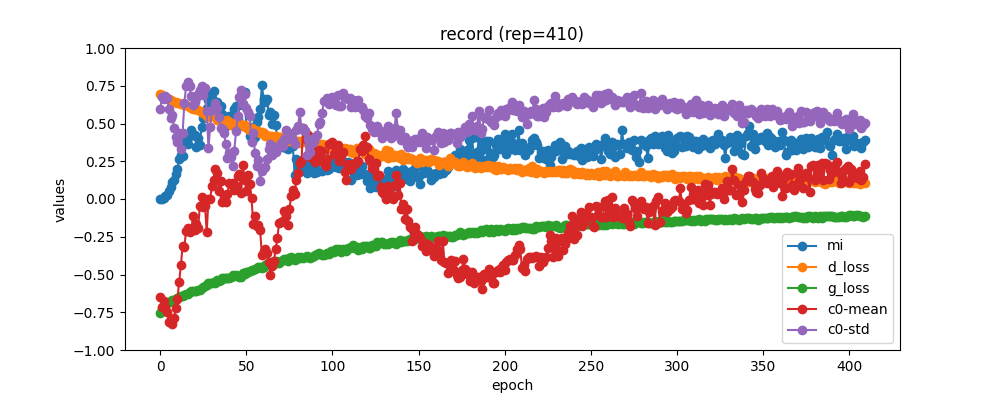 record (rep=410)
values
1.00
0.75
0.50
0.25
0.00
−0.25
−0.50
−0.75
−1.00
0 50 100 150 200 250 300 350 400
epoch
mi
d_loss
g_loss
c0-mean
c0-std